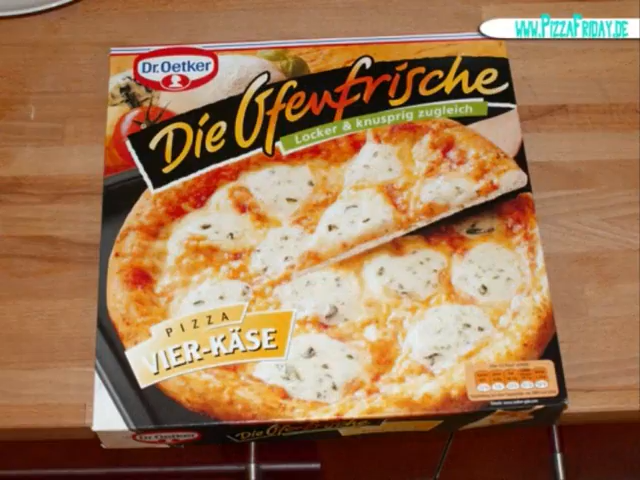 www.PizzaFriday.de
Dr. Oetker
Die Ofenfrische
Locker & knusprig zugleich
PIZZA
VIER-KÄSE
Dr. Oetker
Die Ofenfrische